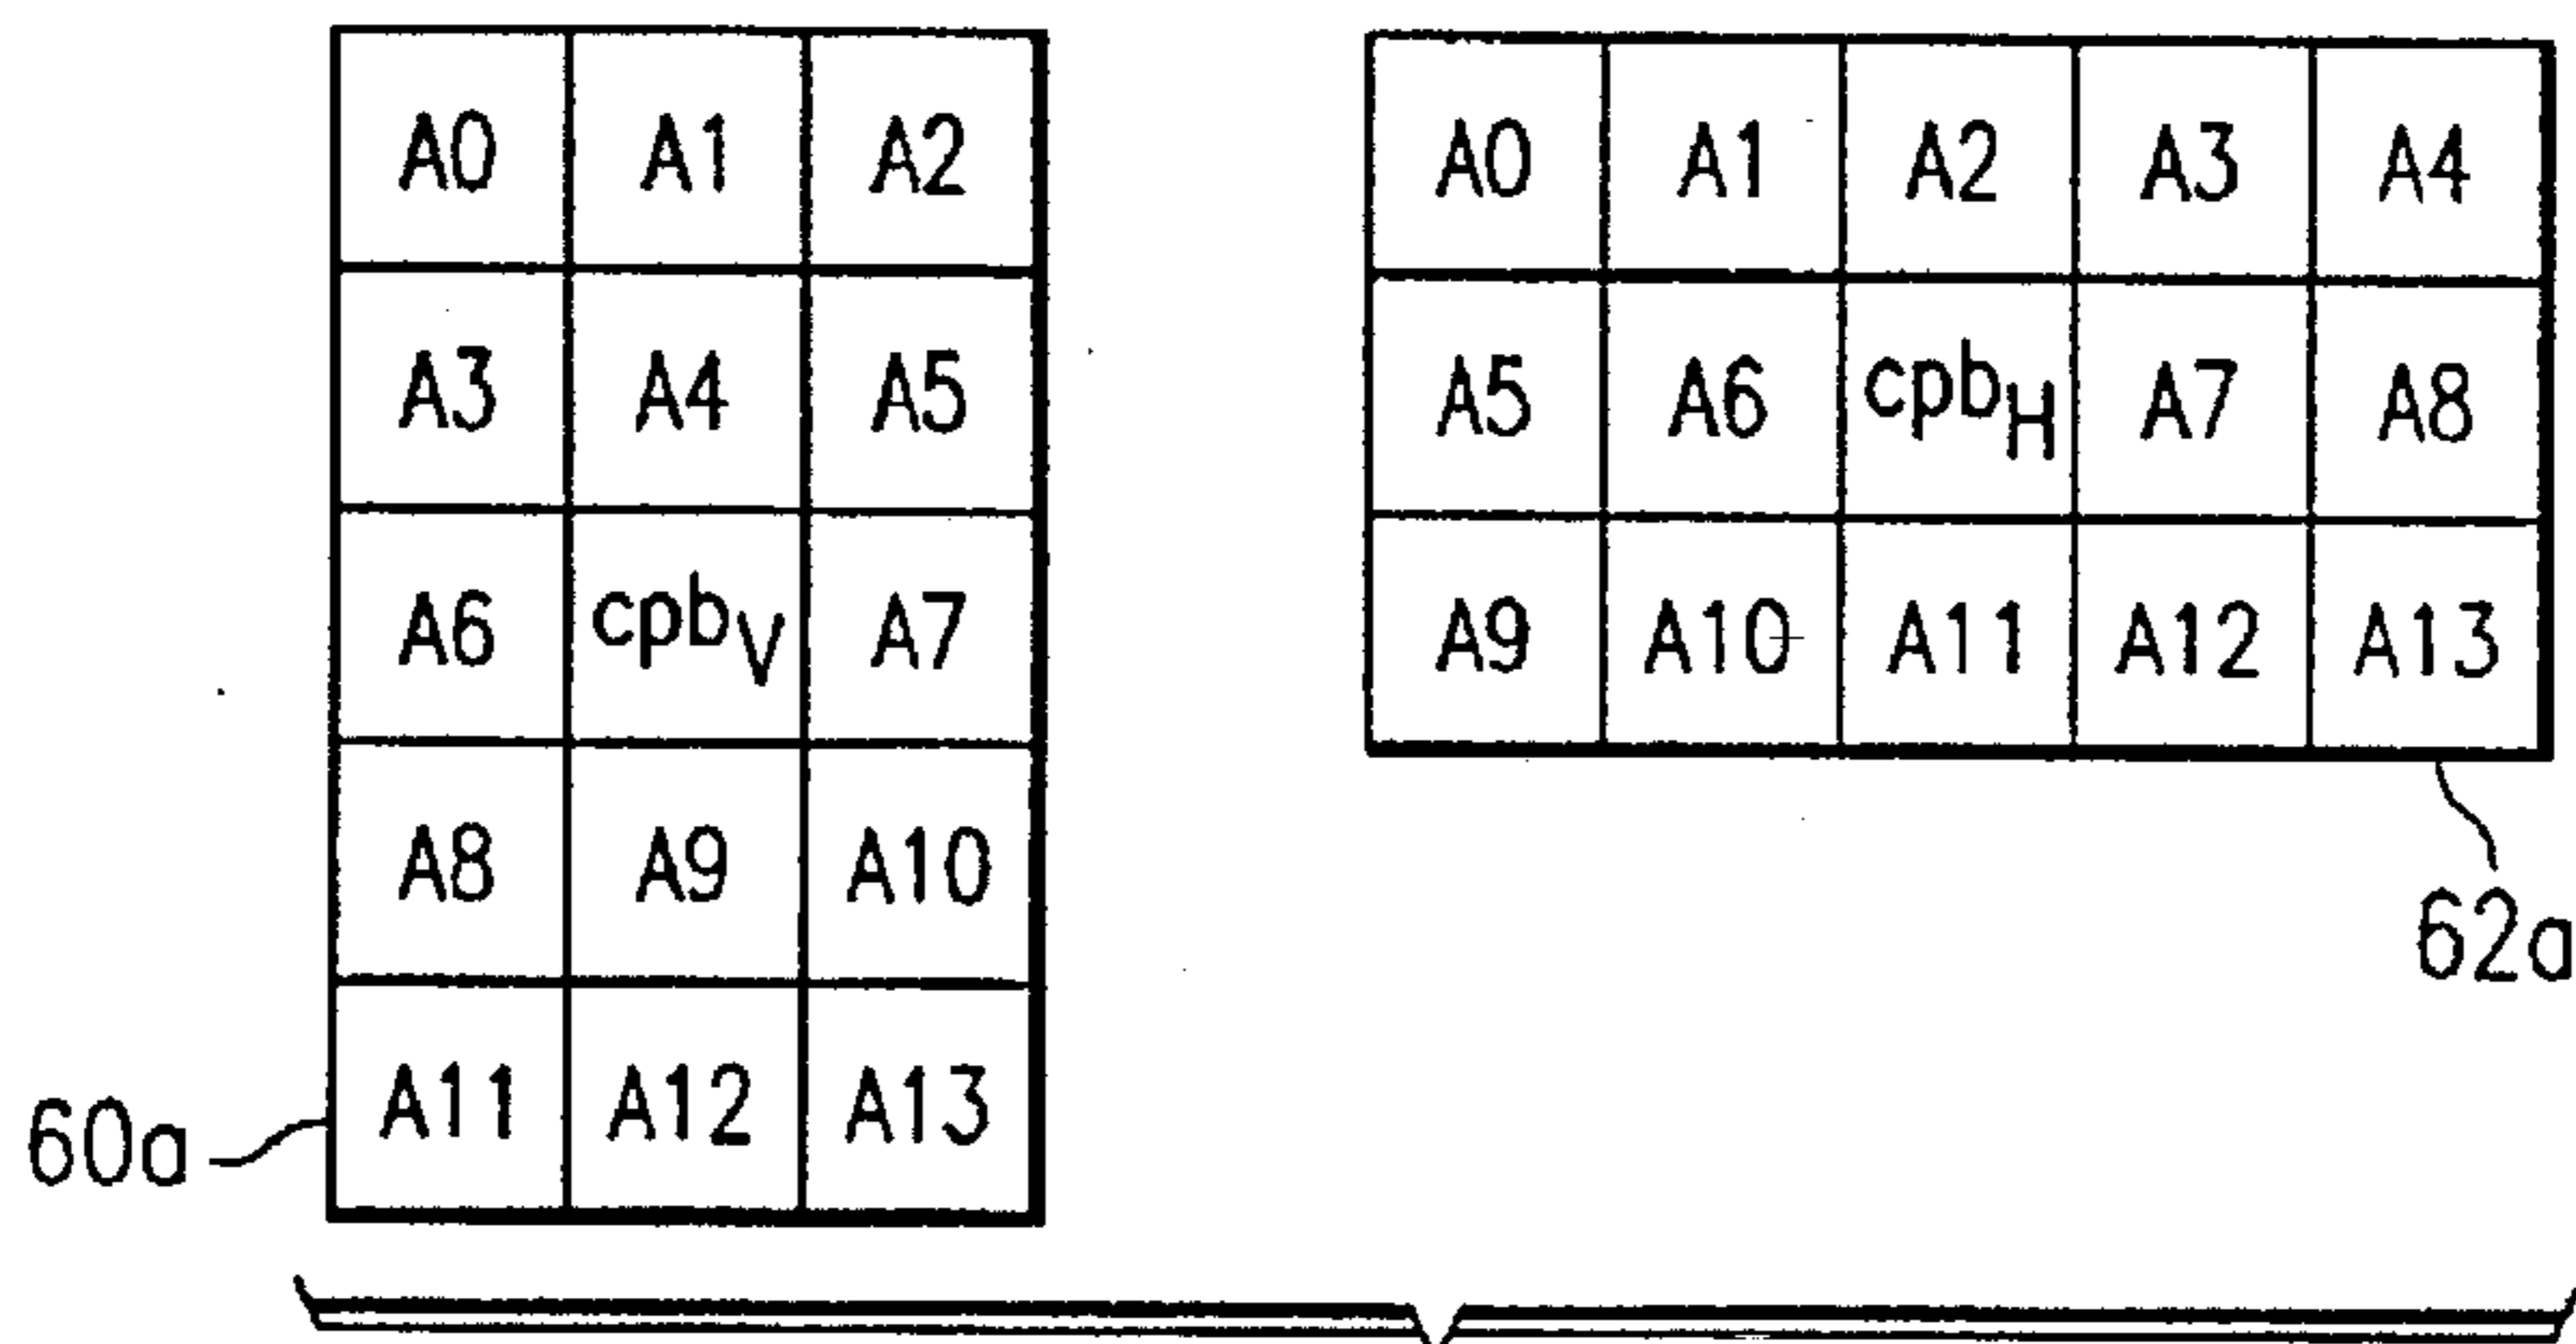 A0 A1 A2
A3 A4 A5
A6 cpbV A7
A8 A9 A10
A11 A12 A13
60a
A0 A1 A2 A3 A4
A5 A6 cpbH A7 A8
A9 A10 A11 A12 A13
62a